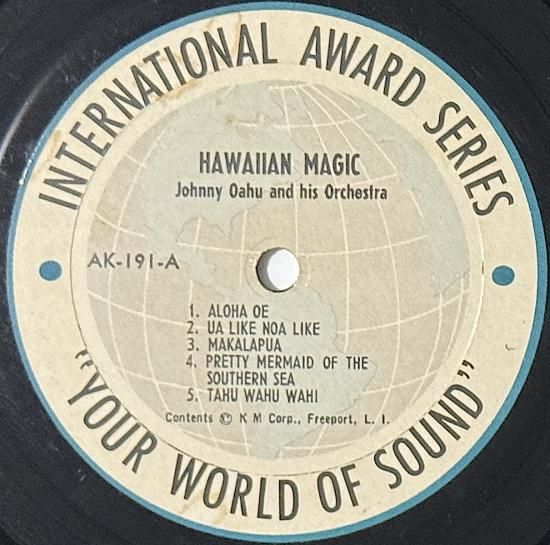 INTERNATIONAL AWARD SERIES
HAWAIIAN MAGIC
Johnny Oahu and his Orchestra
AK-191-A
1. ALOHA OE
2. UA LIKE NOA LIKE
3. MAKALAPUA
4. PRETTY MERMAID OF THE
SOUTHERN SEA
5. TAHU WAHU WAHI
Contents © K M Corp., Freeport, L. I.
"YOUR WORLD OF SOUND"